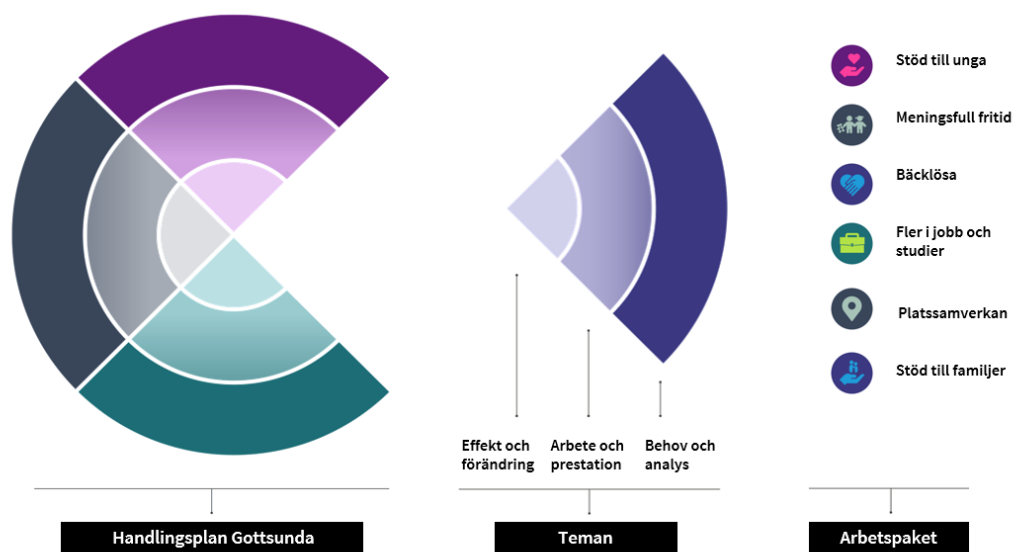 Stöd till unga
Meningsfull fritid
Bäcklösa
Fler i jobb och
studier
Platssamverkan
Stöd till familjer
Effekt och
förändring
Arbete och
prestation
Behov och
analys
Handlingsplan Gottsunda
Teman
Arbetspaket